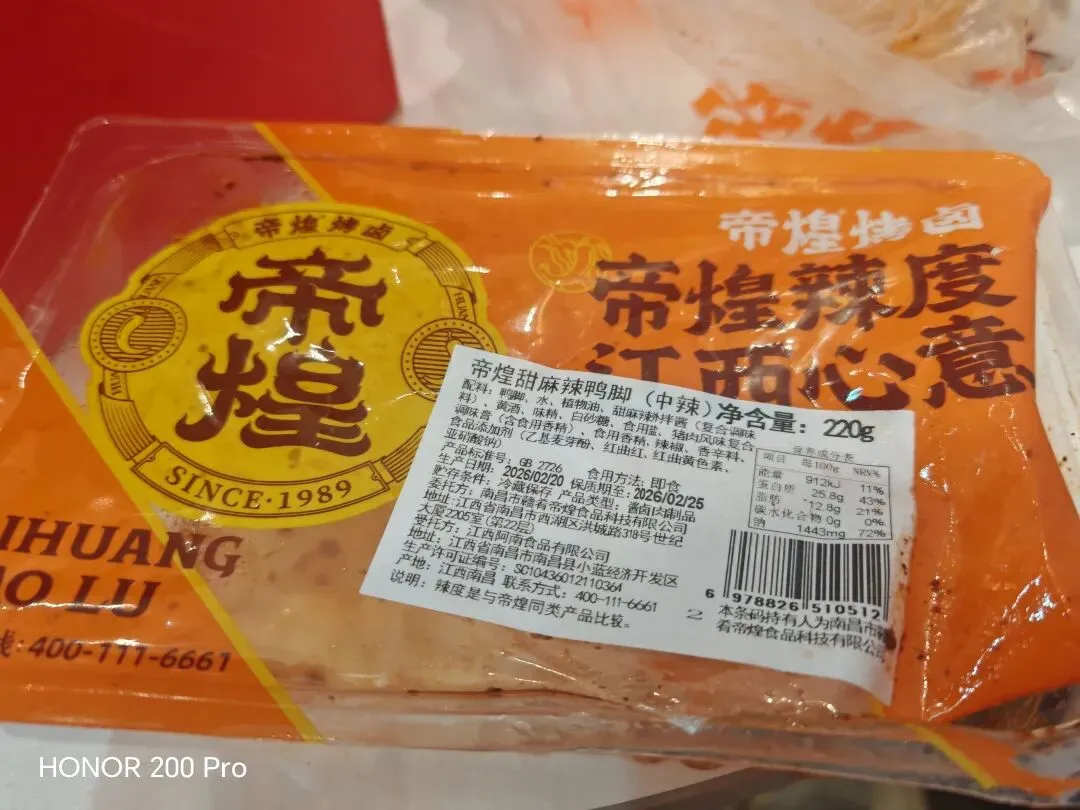 帝煌烤卤
帝煌
SINCE·1989
HUANG
帝煌烤卤
帝煌辣度
江西心意
IHUANG
AO LU
线:400-111-6661
帝煌甜麻辣鸭脚(中辣)净含量:220g
配料:鸭脚、水、植物油、甜麻辣外拌酱(复合调味
料)、黄酒、味精、白砂糖、食用盐、猪肉风味复合
调味膏(含食用香精)、食用香精、辣椒、香辛料、
食品添加剂(乙基麦芽酚、红曲红、红曲黄色素、
亚硝酸钠)
产品标准号:GB 2726 食用方法:即食
生产日期:2026/02/20 保质期至:2026/02/25
贮存条件:冷藏保存 产品类型:酱卤肉制品
委托方:南昌市赣肴帝煌食品科技有限公司
地址:江西省南昌市西湖区洪城路318号世纪
大厦2205室(第22层)
受托方:江西阿南食品有限公司
地址:江西省南昌市南昌县小蓝经济开发区
生产许可证编号:SC10436012110364
产地:江西南昌 联系方式:400-111-6661
说明:辣度是与帝煌同类产品比较。
2
营养成分表
项目 每100g NRV%
能量 912kJ 11%
蛋白质 25.8g 43%
脂肪 12.8g 21%
碳水化合物 0g 0%
钠 1443mg 72%
6 978826 510512
本条码持有人为南昌市赣
肴帝煌食品科技有限公司
HONOR 200 Pro